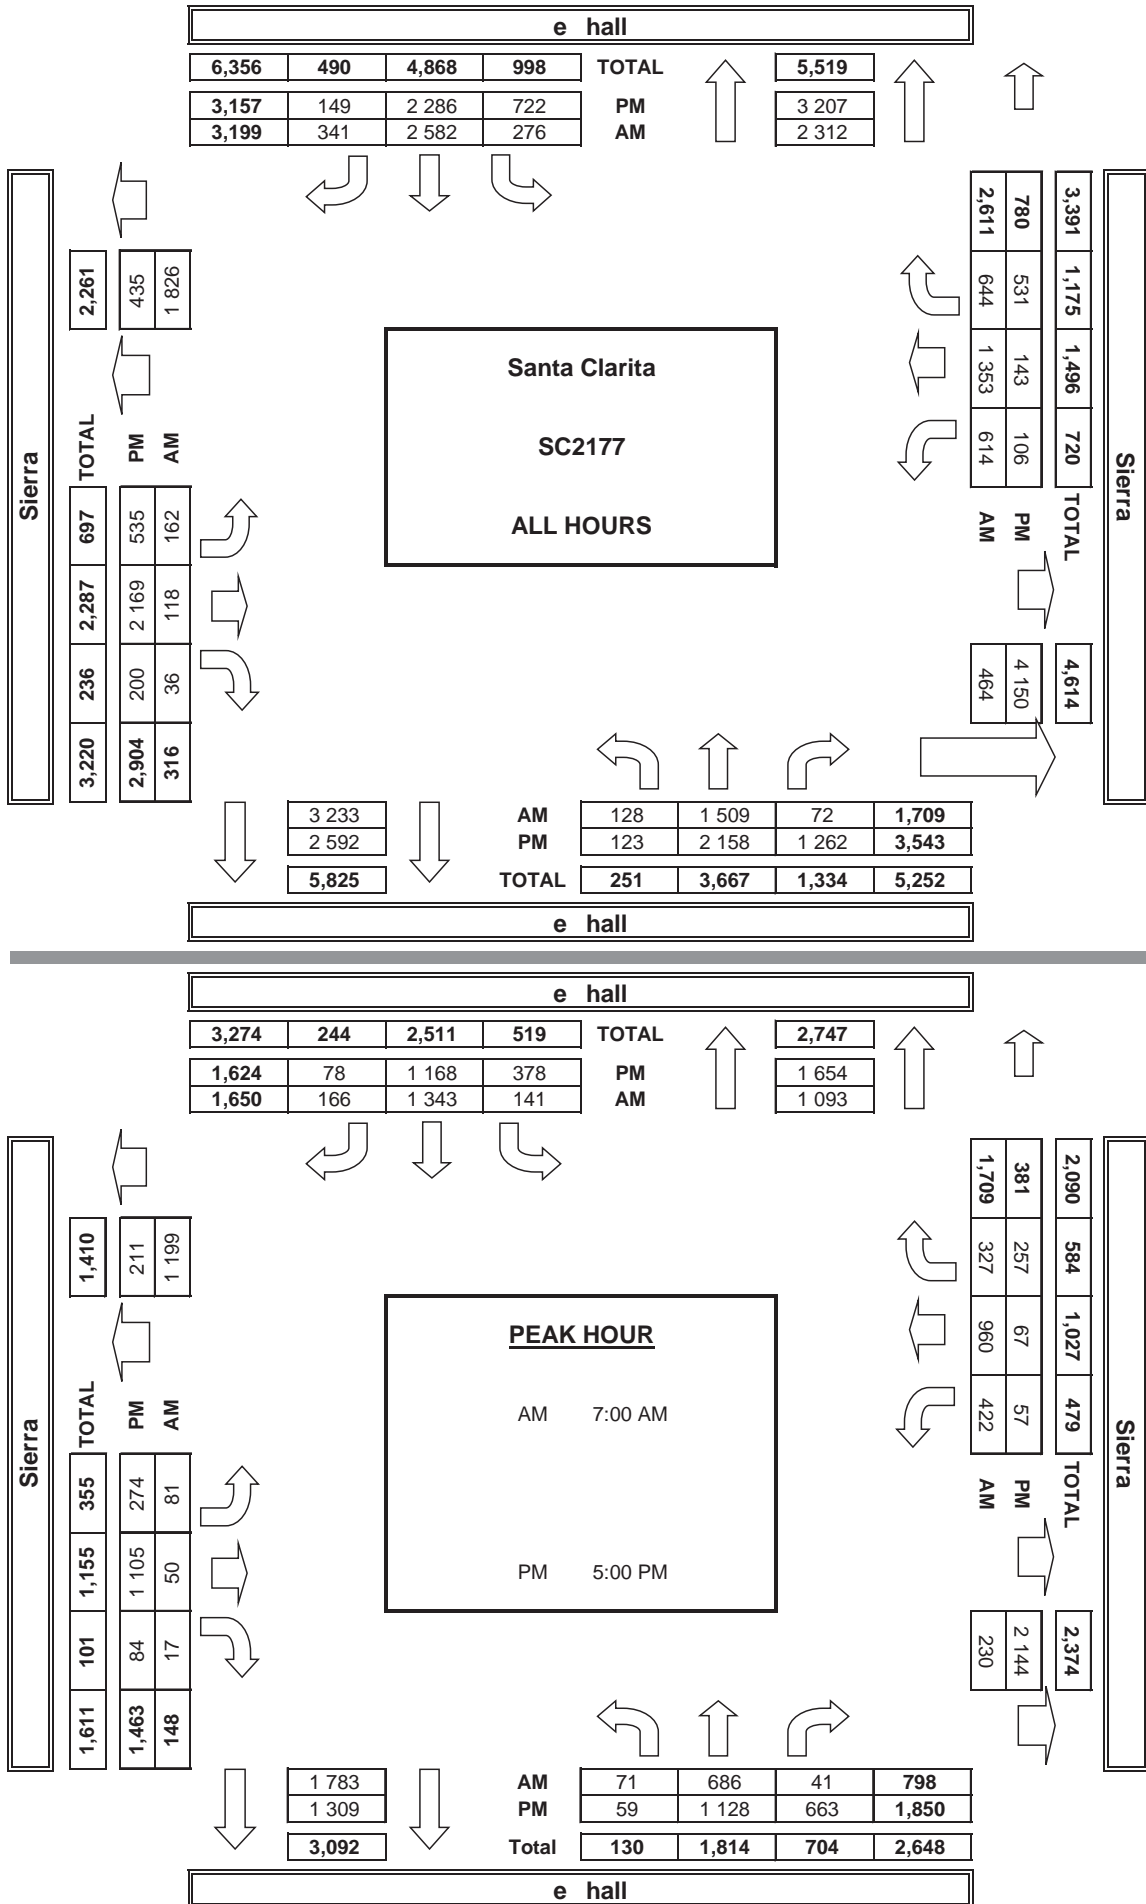 e hall
6,356 490 4,868 998 TOTAL 5,519
3,157 149 2 286 722 PM 3 207
3,199 341 2 582 276 AM 2 312
Sierra
2,261
435
1 826
TOTAL 697 2,287 236 3,220
PM 535 2 169 200 2,904
AM 162 118 36 316
Santa Clarita
SC2177
ALL HOURS
3,391 1,175 1,496 720 TOTAL
780 531 143 106 PM
2,611 644 1 353 614 AM
4,614
4 150
464
Sierra
3 233 AM 128 1 509 72 1,709
2 592 PM 123 2 158 1 262 3,543
5,825 TOTAL 251 3,667 1,334 5,252
e hall
e hall
3,274 244 2,511 519 TOTAL 2,747
1,624 78 1 168 378 PM 1 654
1,650 166 1 343 141 AM 1 093
Sierra
1,410
211
1 199
TOTAL 355 1,155 101 1,611
PM 274 1 105 84 1,463
AM 81 50 17 148
PEAK HOUR
AM 7:00 AM
PM 5:00 PM
2,090 584 1,027 479 TOTAL
381 257 67 57 PM
1,709 327 960 422 AM
2,374
2 144
230
Sierra
1 783 AM 71 686 41 798
1 309 PM 59 1 128 663 1,850
3,092 Total 130 1,814 704 2,648
e hall